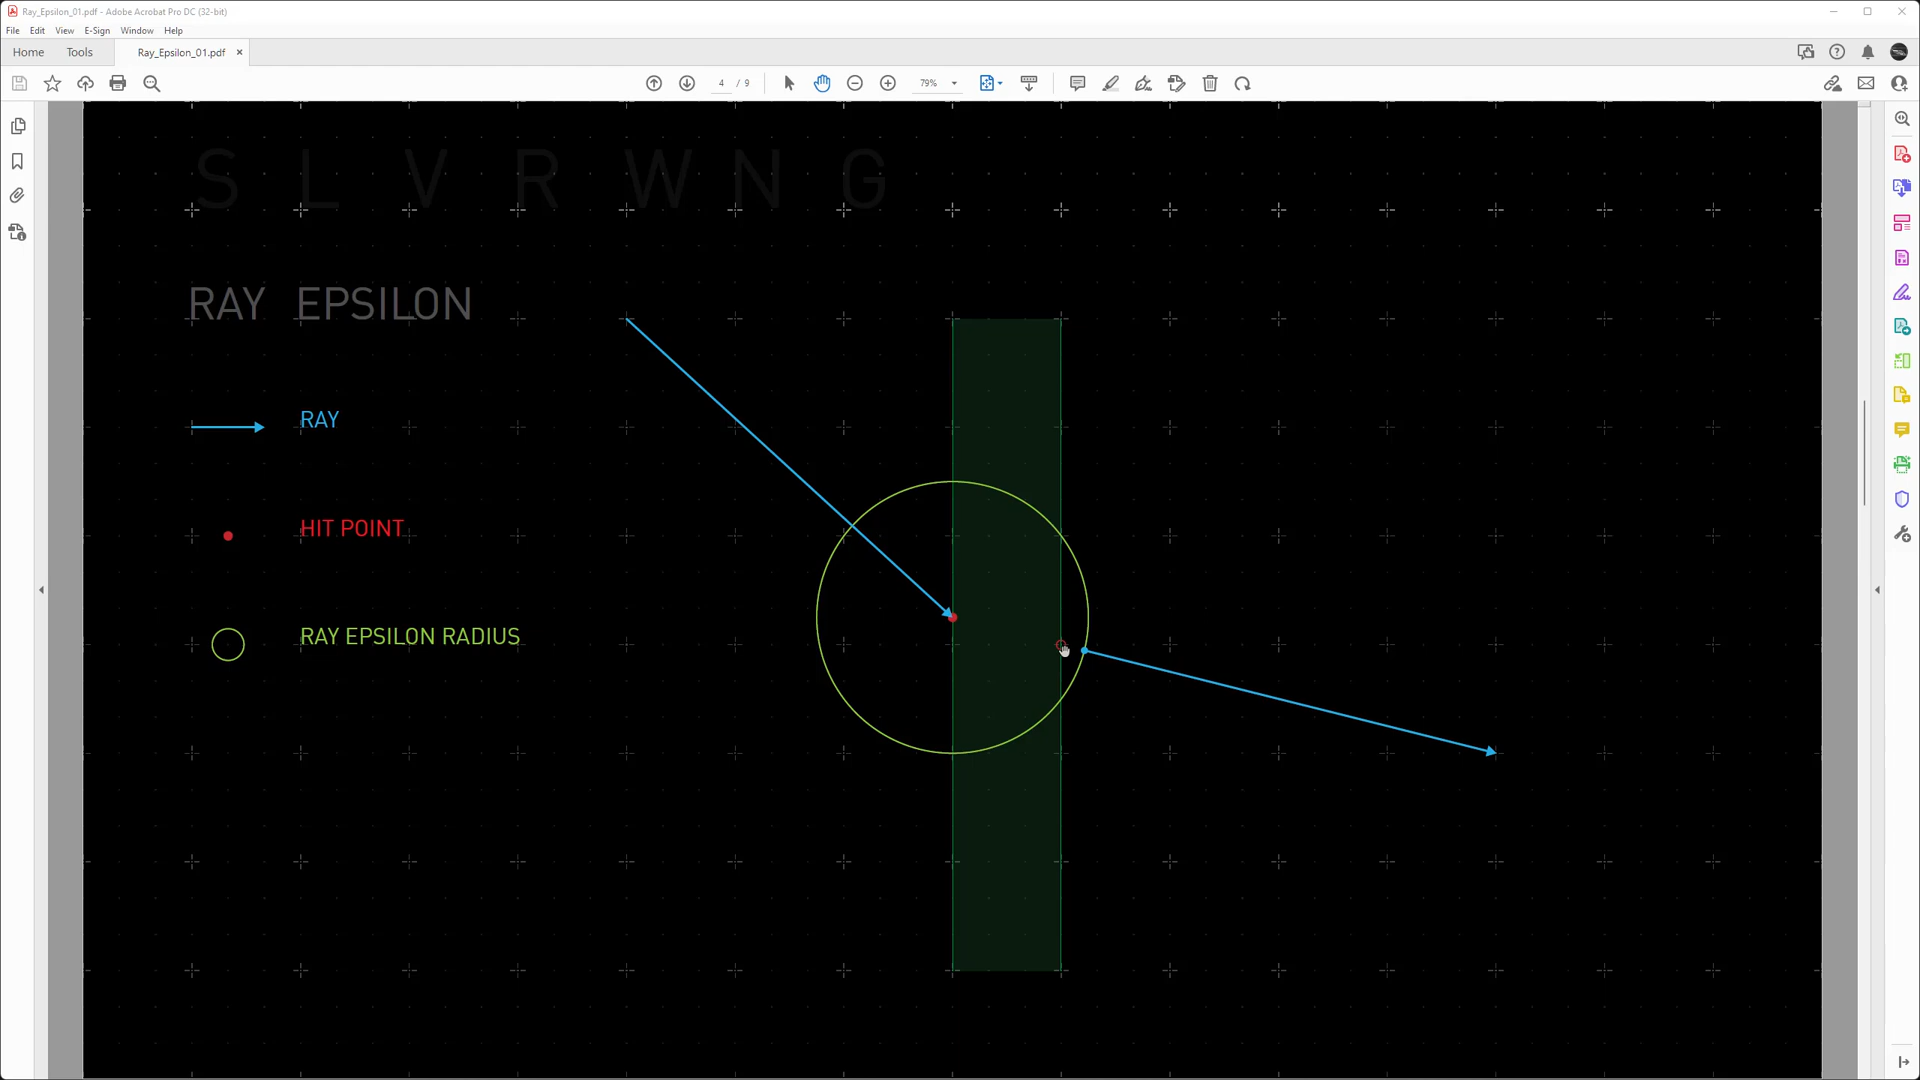 Ray_Epsilon_01.pdf - Adobe Acrobat Pro DC (32-bit)
File Edit View E-Sign Window Help
Home Tools Ray_Epsilon_01.pdf ×
4 / 9 79%
S L V R W N G
RAY EPSILON
RAY
HIT POINT
RAY EPSILON RADIUS